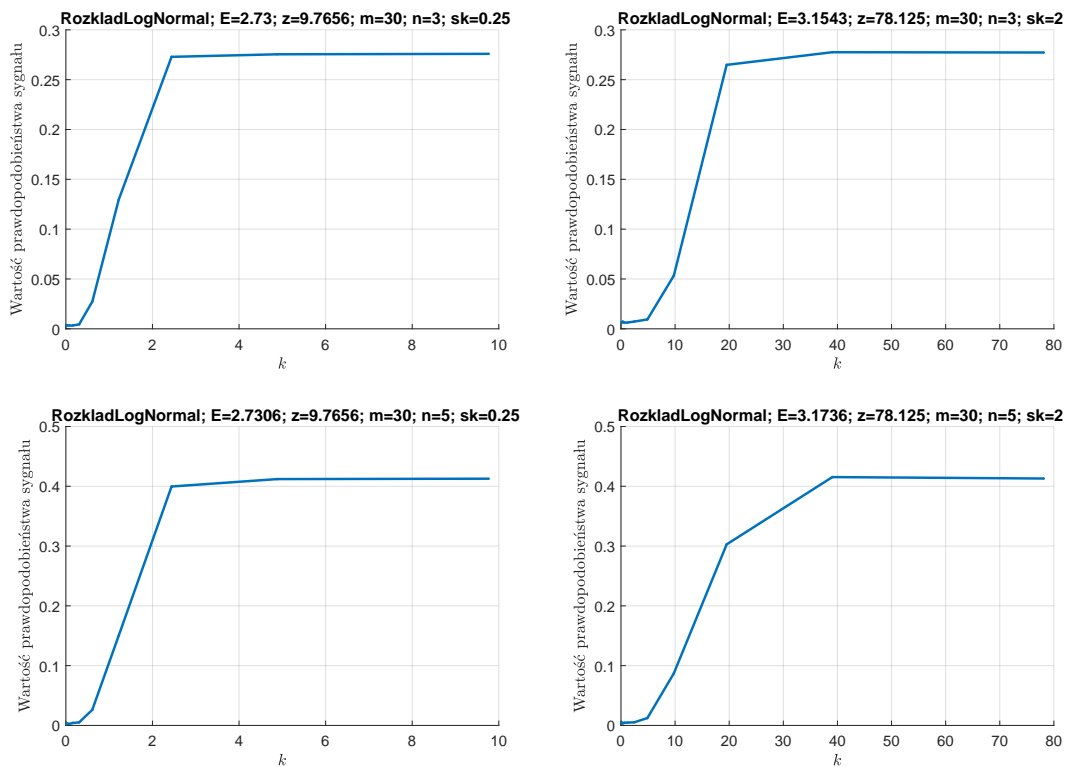 RozkladLogNormal; E=2.73; z=9.7656; m=30; n=3; sk=0.25
Wartość prawdopodobieństwa sygnału
0.3
0.25
0.2
0.15
0.1
0.05
0
0 2 4 6 8 10
k
RozkladLogNormal; E=3.1543; z=78.125; m=30; n=3; sk=2
Wartość prawdopodobieństwa sygnału
0.3
0.25
0.2
0.15
0.1
0.05
0
0 10 20 30 40 50 60 70 80
k
RozkladLogNormal; E=2.7306; z=9.7656; m=30; n=5; sk=0.25
Wartość prawdopodobieństwa sygnału
0.5
0.4
0.3
0.2
0.1
0
0 2 4 6 8 10
k
RozkladLogNormal; E=3.1736; z=78.125; m=30; n=5; sk=2
Wartość prawdopodobieństwa sygnału
0.5
0.4
0.3
0.2
0.1
0
0 10 20 30 40 50 60 70 80
k